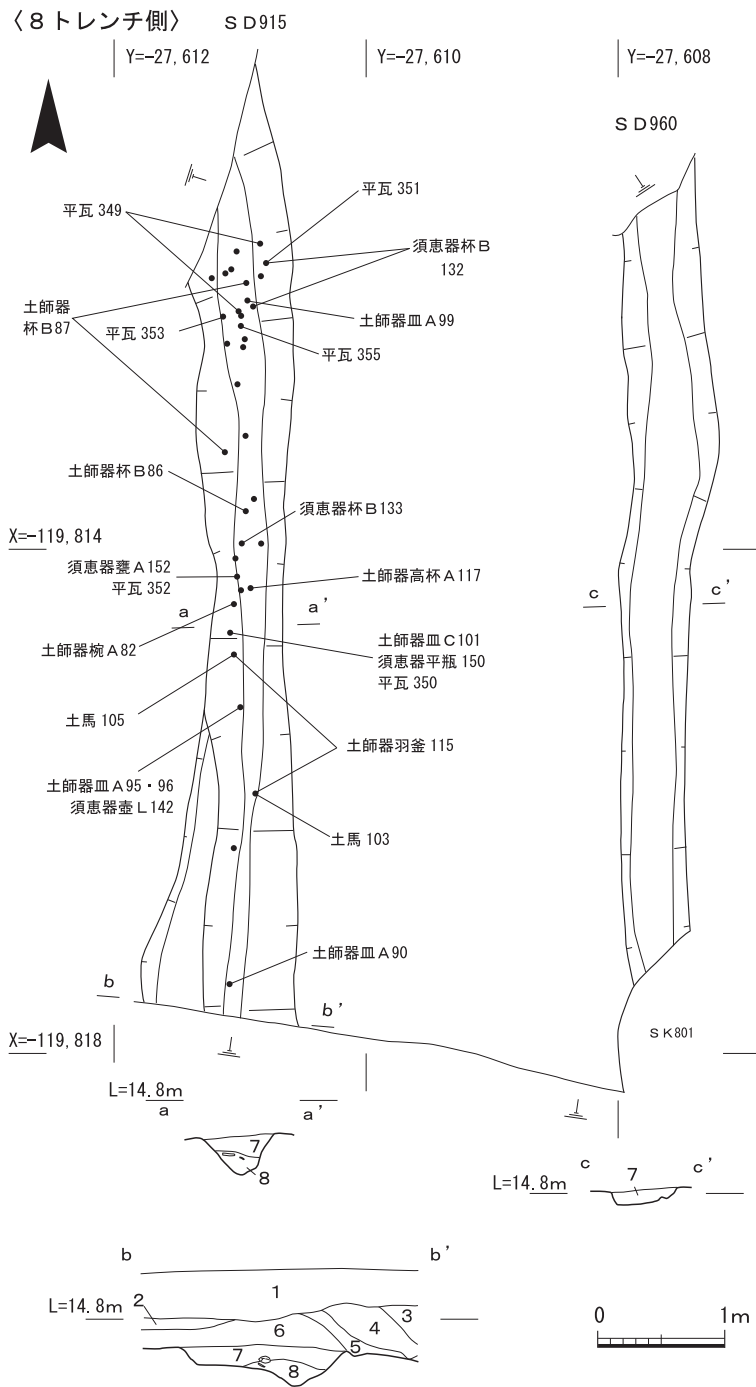 〈８トレンチ側〉
ＳＤ915
Y=-27,612
Y=-27,610
Y=-27,608
ＳＤ960
平瓦 351
平瓦 349
須恵器杯Ｂ
132
土師器
杯Ｂ87
平瓦 353
土師器皿Ａ99
平瓦 355
土師器杯Ｂ86
須恵器杯Ｂ133
X=-119,814
須恵器甕Ａ152
平瓦 352
土師器高杯Ａ117
a
a'
c
c'
土師器椀Ａ82
土師器皿Ｃ101
須恵器平瓶 150
平瓦 350
土馬 105
土師器羽釜 115
土師器皿Ａ95・96
須恵器壺Ｌ142
土馬 103
土師器皿Ａ90
b
b'
X=-119,818
ＳＫ801
L=14.8m
a
a'
7
8
c
7
c'
L=14.8m
b
b'
L=14.8m
1
2
3
4
5
6
7
8
0
1m